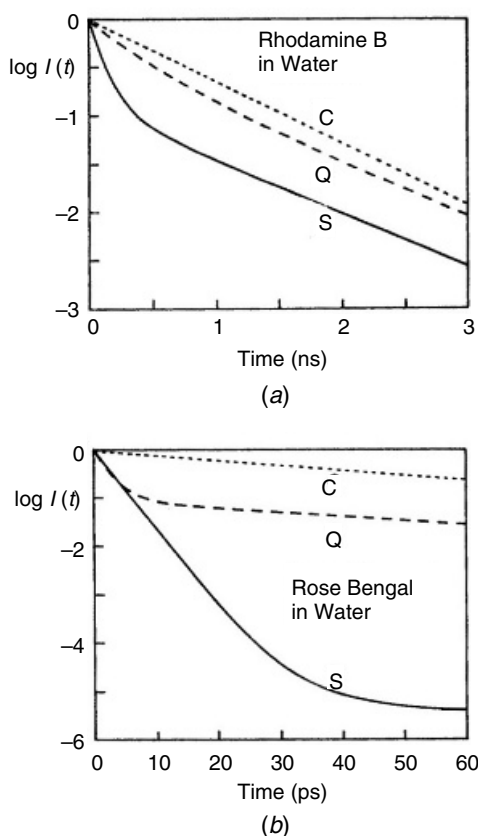 0
Rhodamine B
in Water
log I (t)
C
–1
Q
–2
S
–3
0 1 2 3
Time (ns)
(a)
0
log I (t)
C
Q
–2
Rose Bengal
in Water
–4
S
–6
0 10 20 30 40 50 60
Time (ps)
(b)